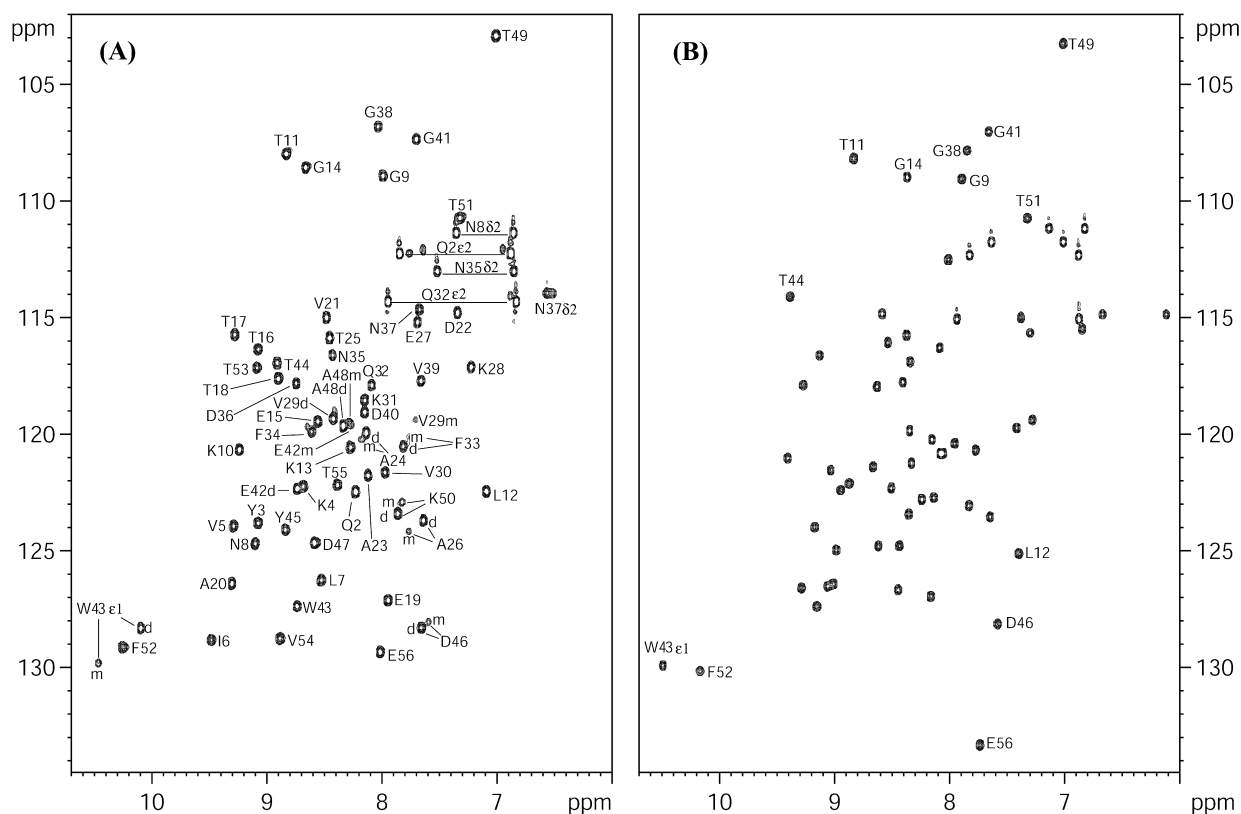 ppm
(A)
T49
105
G38
G41
T11
G14
G9
110
T51
N8δ2
Q2ε2
N35δ2
Q32ε2
N37δ2
V21
115
T17
N37
D22
T16
T25
E27
N35
T53
T44
A48m
Q32
V39
K28
T18
A48d
D36
V29d
K31
E15
D40
V29m
120
F34
d
m
F33
K10
E42m
m
d
A24
K13
T55
V30
E42d
K4
m
K50
L12
Q2
d
Y3
V5
Y45
d
A23
m
A26
N8
D47
125
A20
L7
E19
W43 ε1
W43
d
m
d
D46
F52
I6
V54
130
m
E56
10
9
8
7
ppm
(B)
ppm
T49
105
G41
T11
G38
G14
G9
110
T51
T44
115
120
L12
125
D46
W43 ε1
F52
130
E56
10
9
8
7
ppm